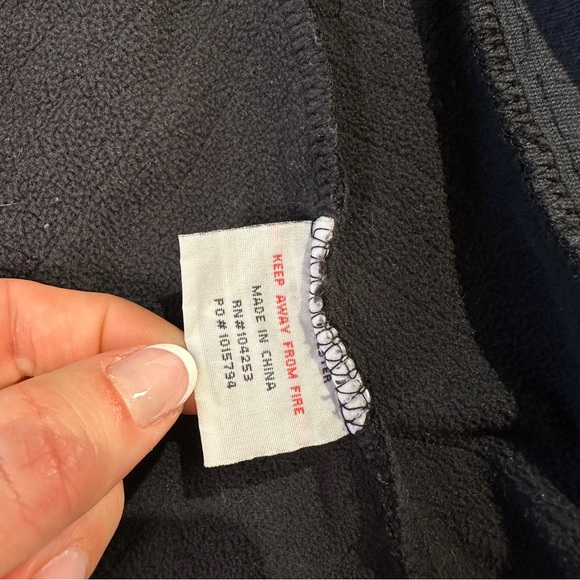 KEEP AWAY FROM FIRE
MADE IN CHINA
RN#104253
PO#1015794